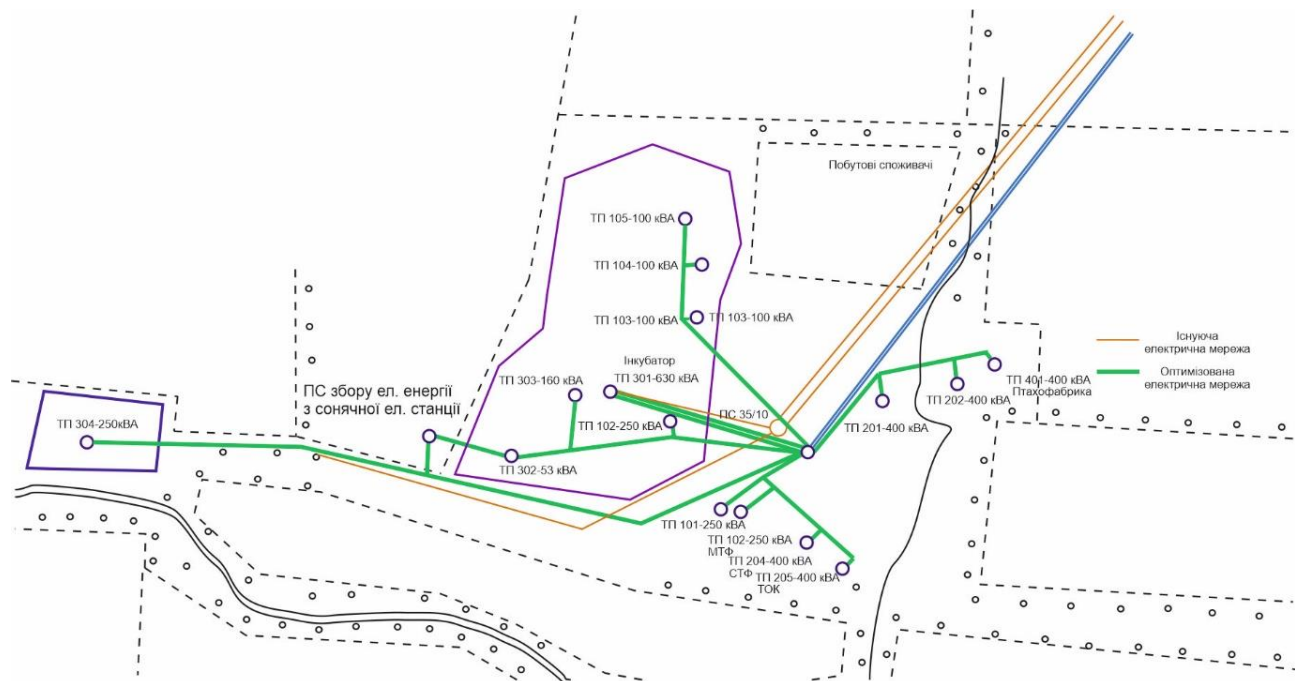 Побутові споживачі
ТП 105-100 кВА
ТП 104-100 кВА
ТП 103-100 кВА
ТП 103-100 кВА
Існуюча
електрична мережа
Оптимізована
електрична мережа
Інкубатор
ТП 301-630 кВА
ТП 303-160 кВА
ПС збору ел. енергії
з сонячної ел. станції
ТП 401-400 кВА
Птахофабрика
ТП 202-400 кВА
ПС 35/10
ТП 304-250кВА
ТП 102-250 кВА
ТП 201-400 кВА
ТП 302-53 кВА
ТП 101-250 кВА
ТП 102-250 кВА
МТФ
ТП 204-400 кВА
СТФ
ТП 205-400 кВА
ТОК